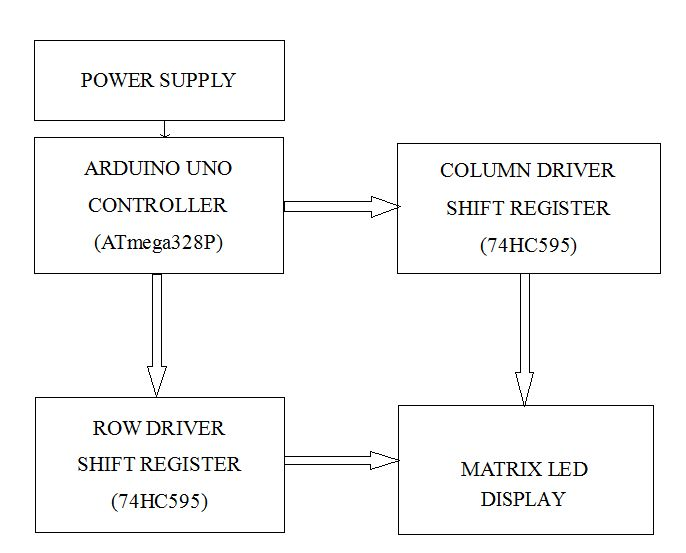 POWER SUPPLY
ARDUINO UNO
CONTROLLER
(ATmega328P)
COLUMN DRIVER
SHIFT REGISTER
(74HC595)
ROW DRIVER
SHIFT REGISTER
(74HC595)
MATRIX LED
DISPLAY